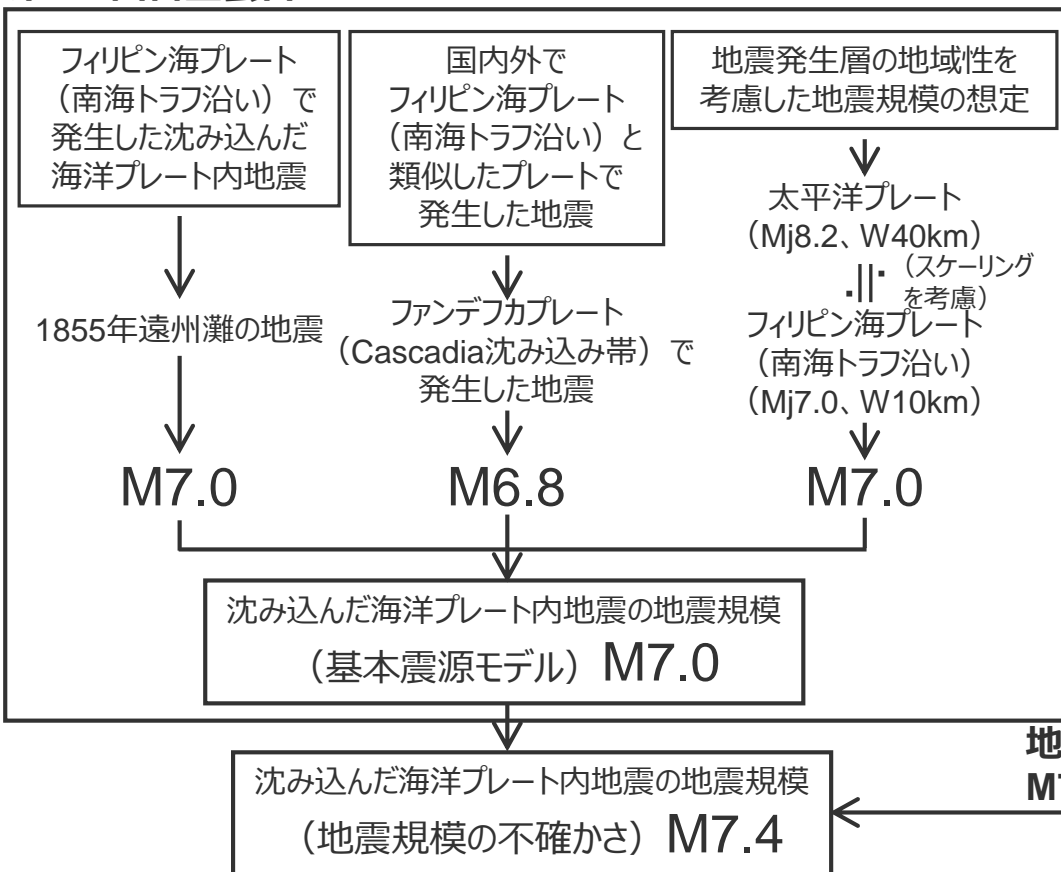 フィリピン海プレート
（南海トラフ沿い）で
発生した沈み込んだ
海洋プレート内地震
1855年遠州灘の地震
M7.0
国内外で
フィリピン海プレート
（南海トラフ沿い）と
類似したプレートで
発生した地震
ファンデフカプレート
（Cascadia沈み込み帯）で
発生した地震
M6.8
地震発生層の地域性を
考慮した地震規模の想定
太平洋プレート
（Mj8.2、W40km）
（スケーリング
を考慮）
フィリピン海プレート
（南海トラフ沿い）
（Mj7.0、W10km）
M7.0
沈み込んだ海洋プレート内地震の地震規模
（基本震源モデル）M7.0
沈み込んだ海洋プレート内地震の地震規模
（地震規模の不確かさ）M7.4
地